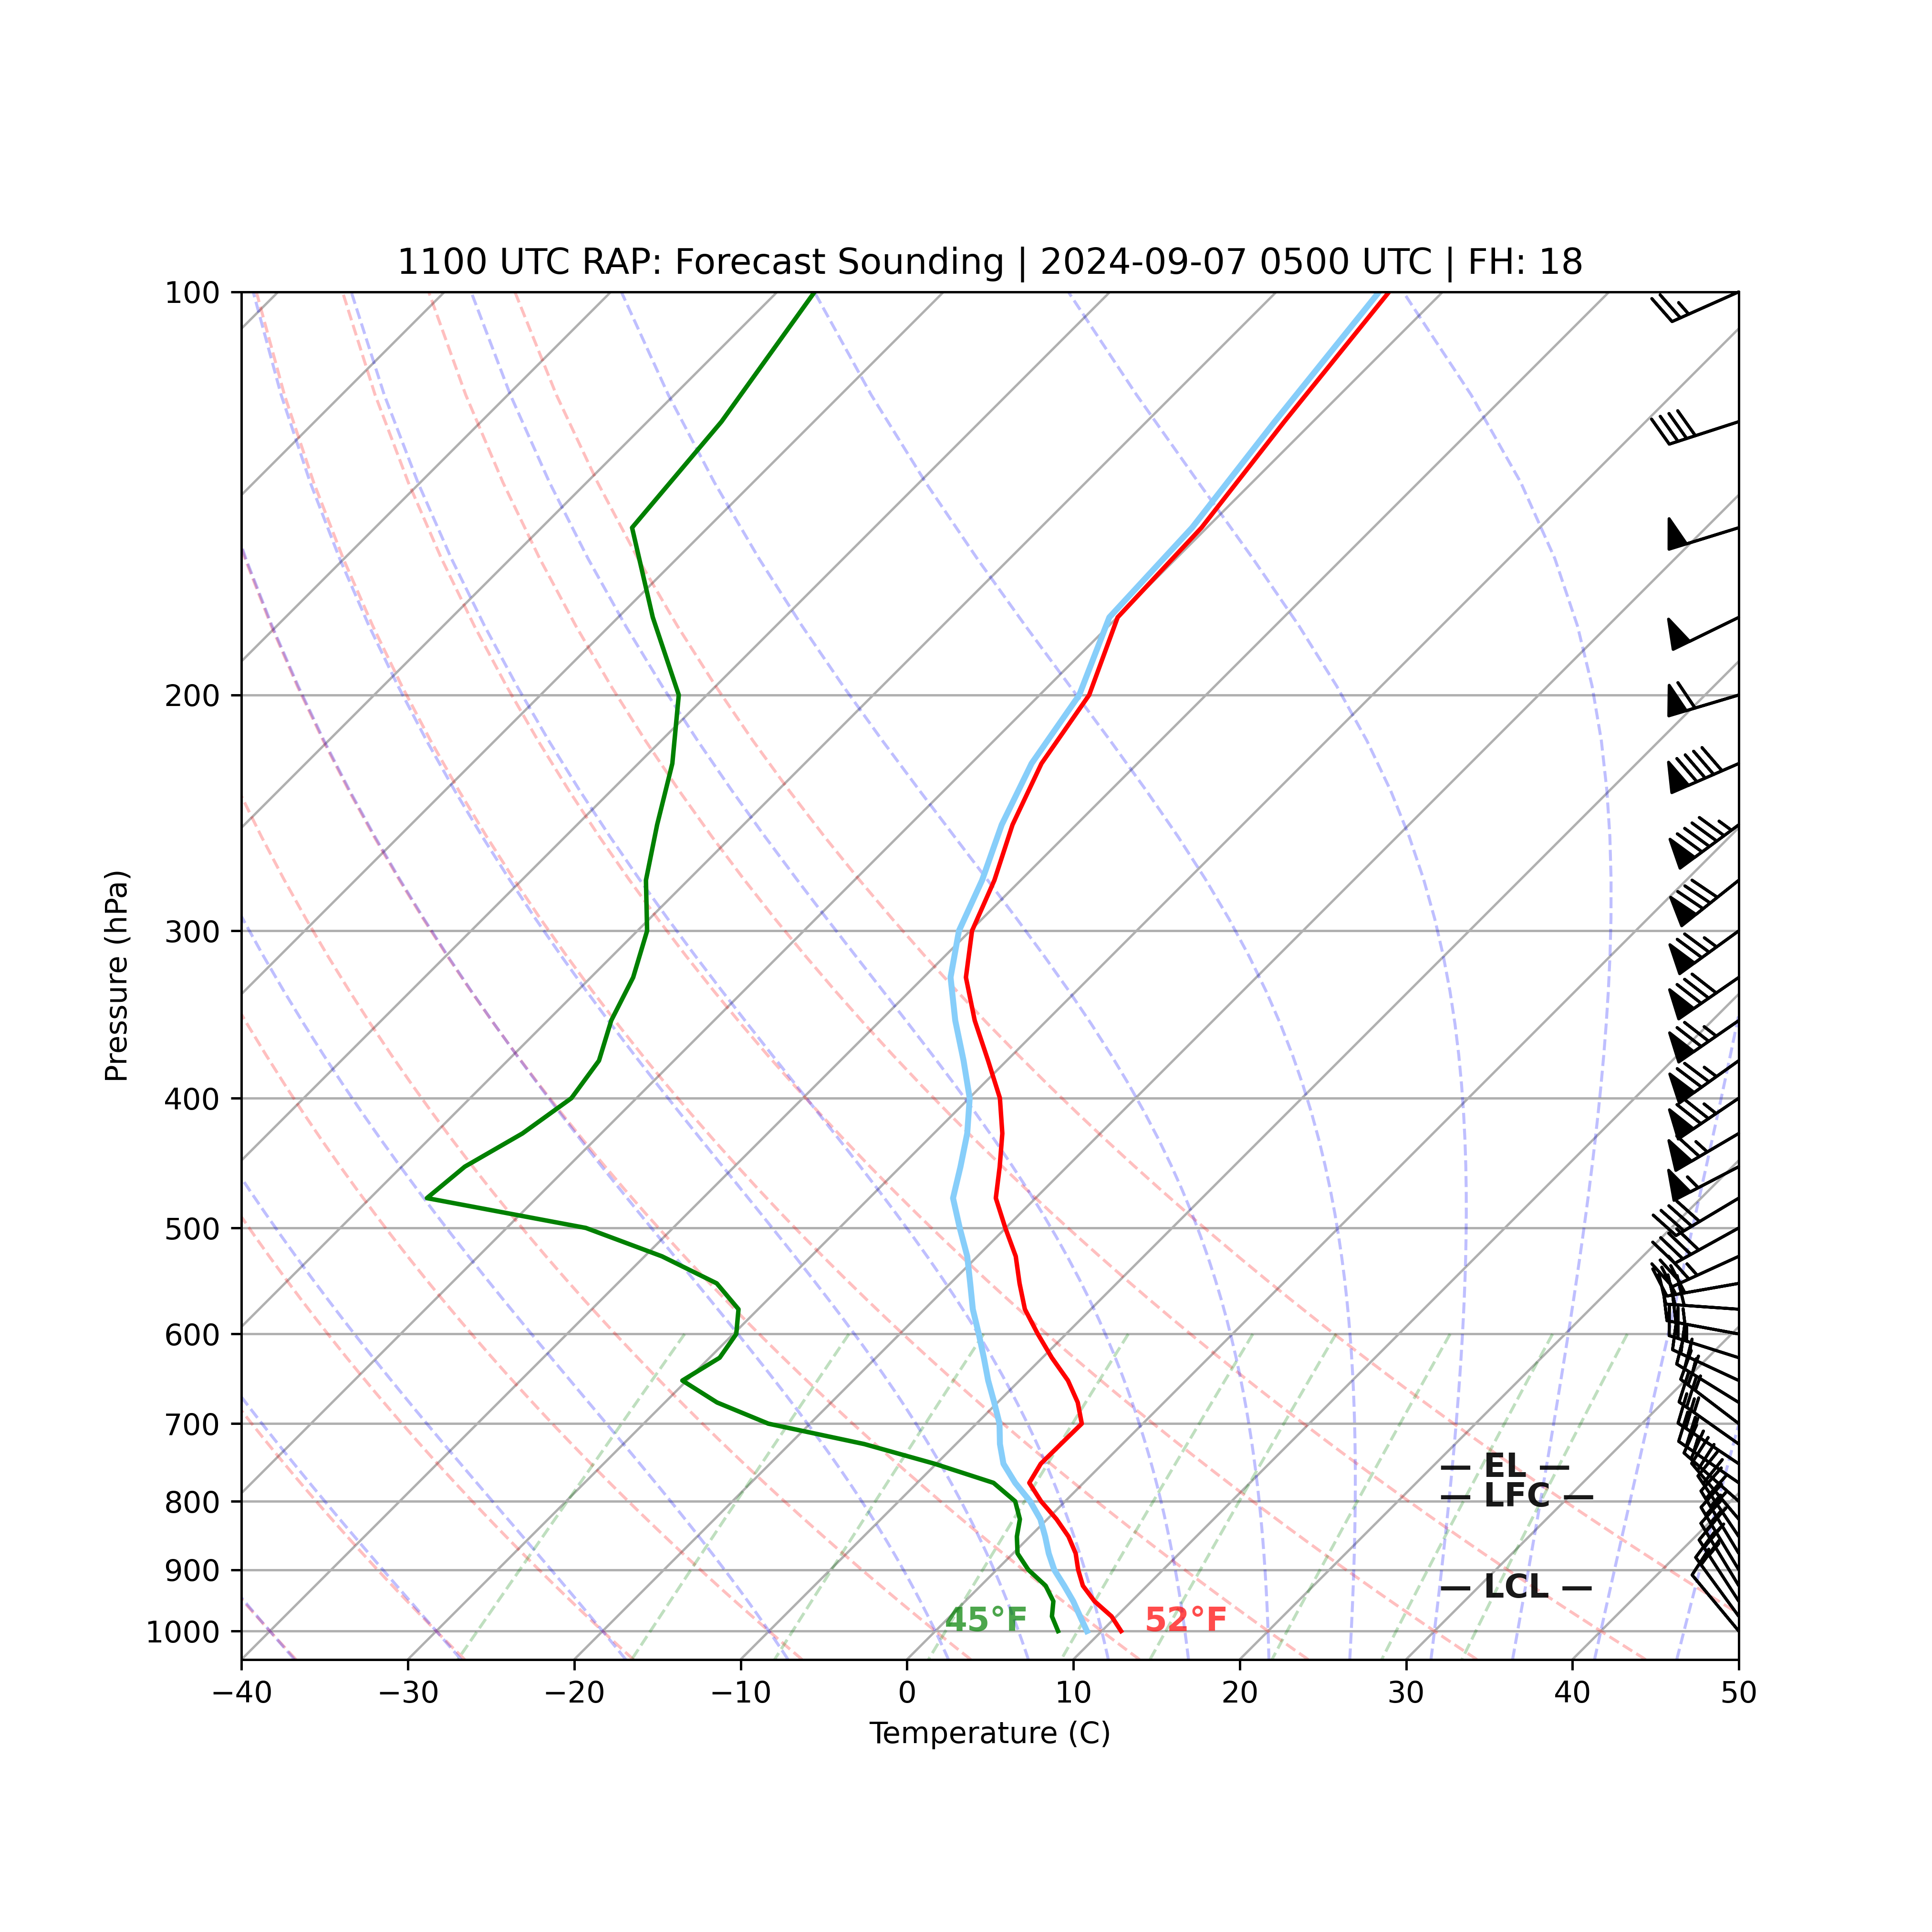 1100 UTC RAP: Forecast Sounding | 2024-09-07 0500 UTC | FH: 18
100
200
300
400
500
600
700
800
900
1000
Pressure (hPa)
— EL —
— LFC —
— LCL —
45°F
52°F
−40 −30 −20 −10 0 10 20 30 40 50
Temperature (C)